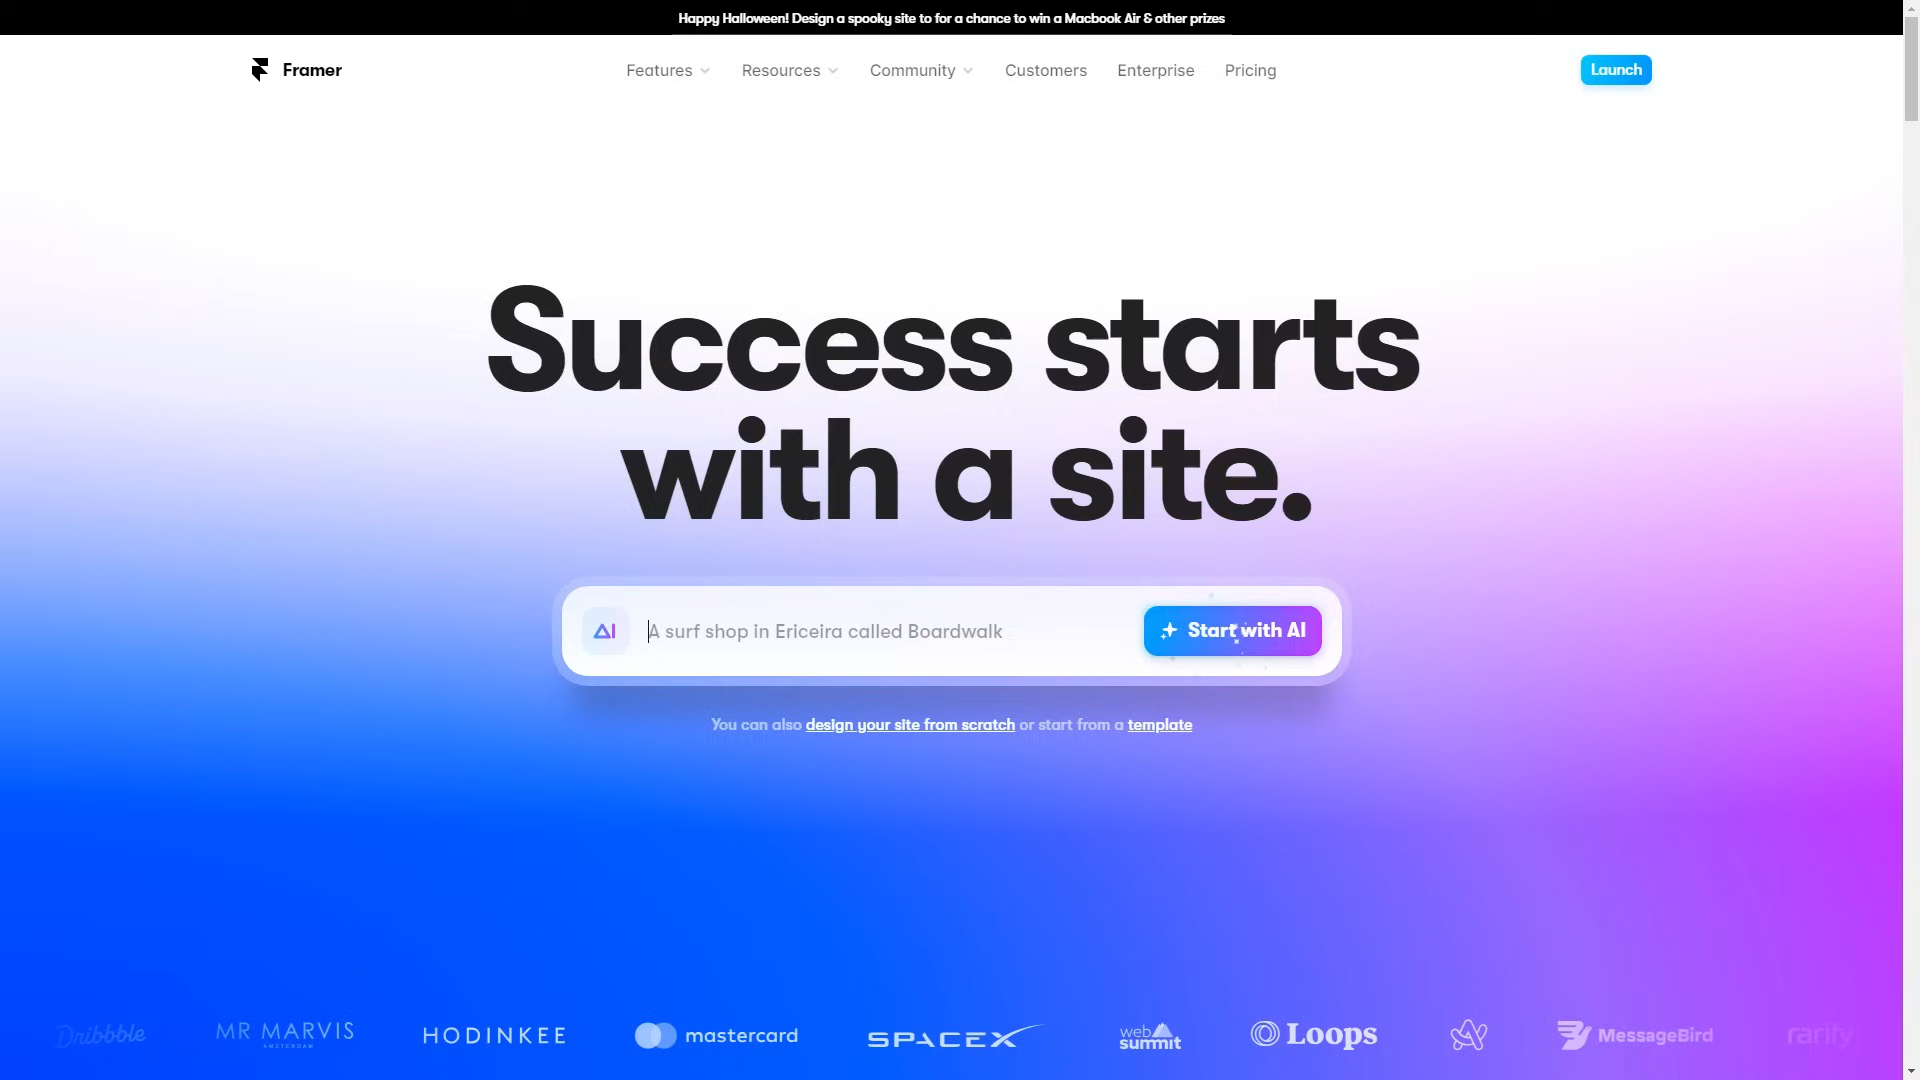 Happy Halloween! Design a spooky site to for a chance to win a Macbook Air & other prizes
Framer
Features
Resources
Community
Customers
Enterprise
Pricing
Launch
Success starts
with a site.
AI
A surf shop in Ericeira called Boardwalk
Start with AI
You can also design your site from scratch or start from a template
Dribbble
MR MARVIS
AMSTERDAM
HODINKEE
mastercard
SPACEX
web
summit
Loops
MessageBird
rarify